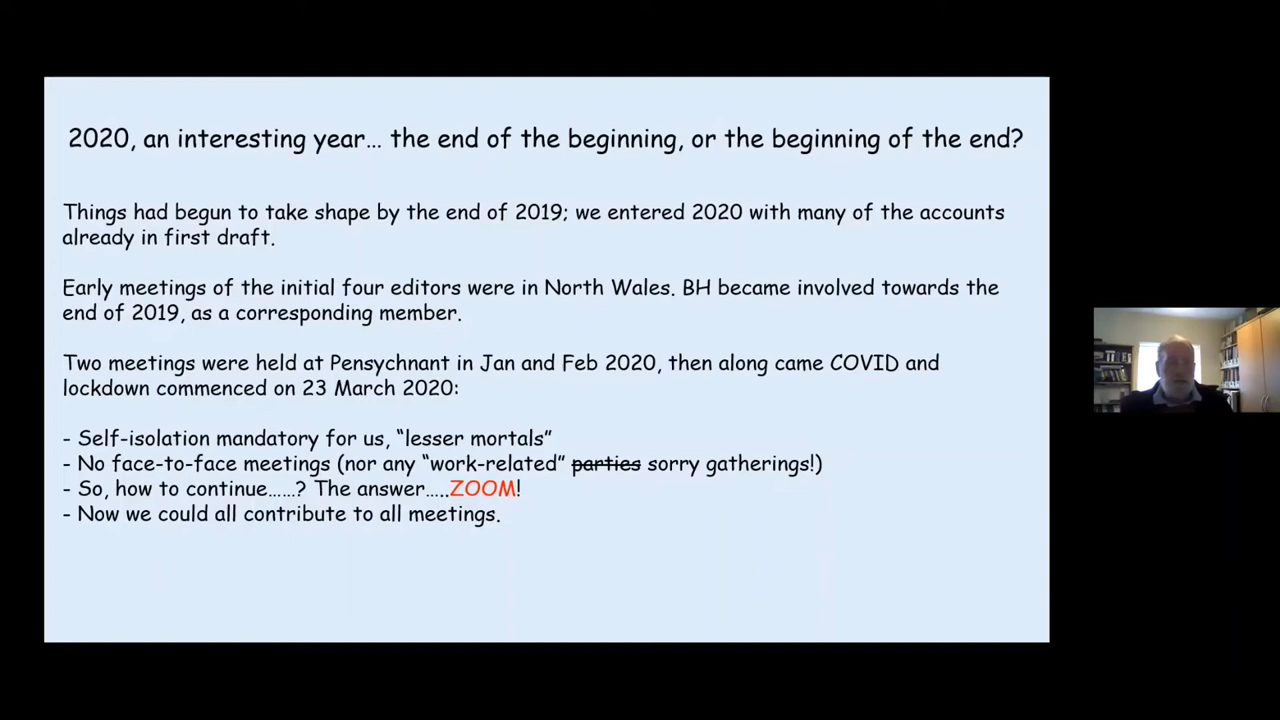 2020, an interesting year… the end of the beginning, or the beginning of the end?
Things had begun to take shape by the end of 2019; we entered 2020 with many of the accounts
already in first draft.
Early meetings of the initial four editors were in North Wales. BH became involved towards the
end of 2019, as a corresponding member.
Two meetings were held at Pensychnant in Jan and Feb 2020, then along came COVID and
lockdown commenced on 23 March 2020:
- Self-isolation mandatory for us, “lesser mortals”
- No face-to-face meetings (nor any “work-related” parties sorry gatherings!)
- So, how to continue……? The answer…..ZOOM!
- Now we could all contribute to all meetings.